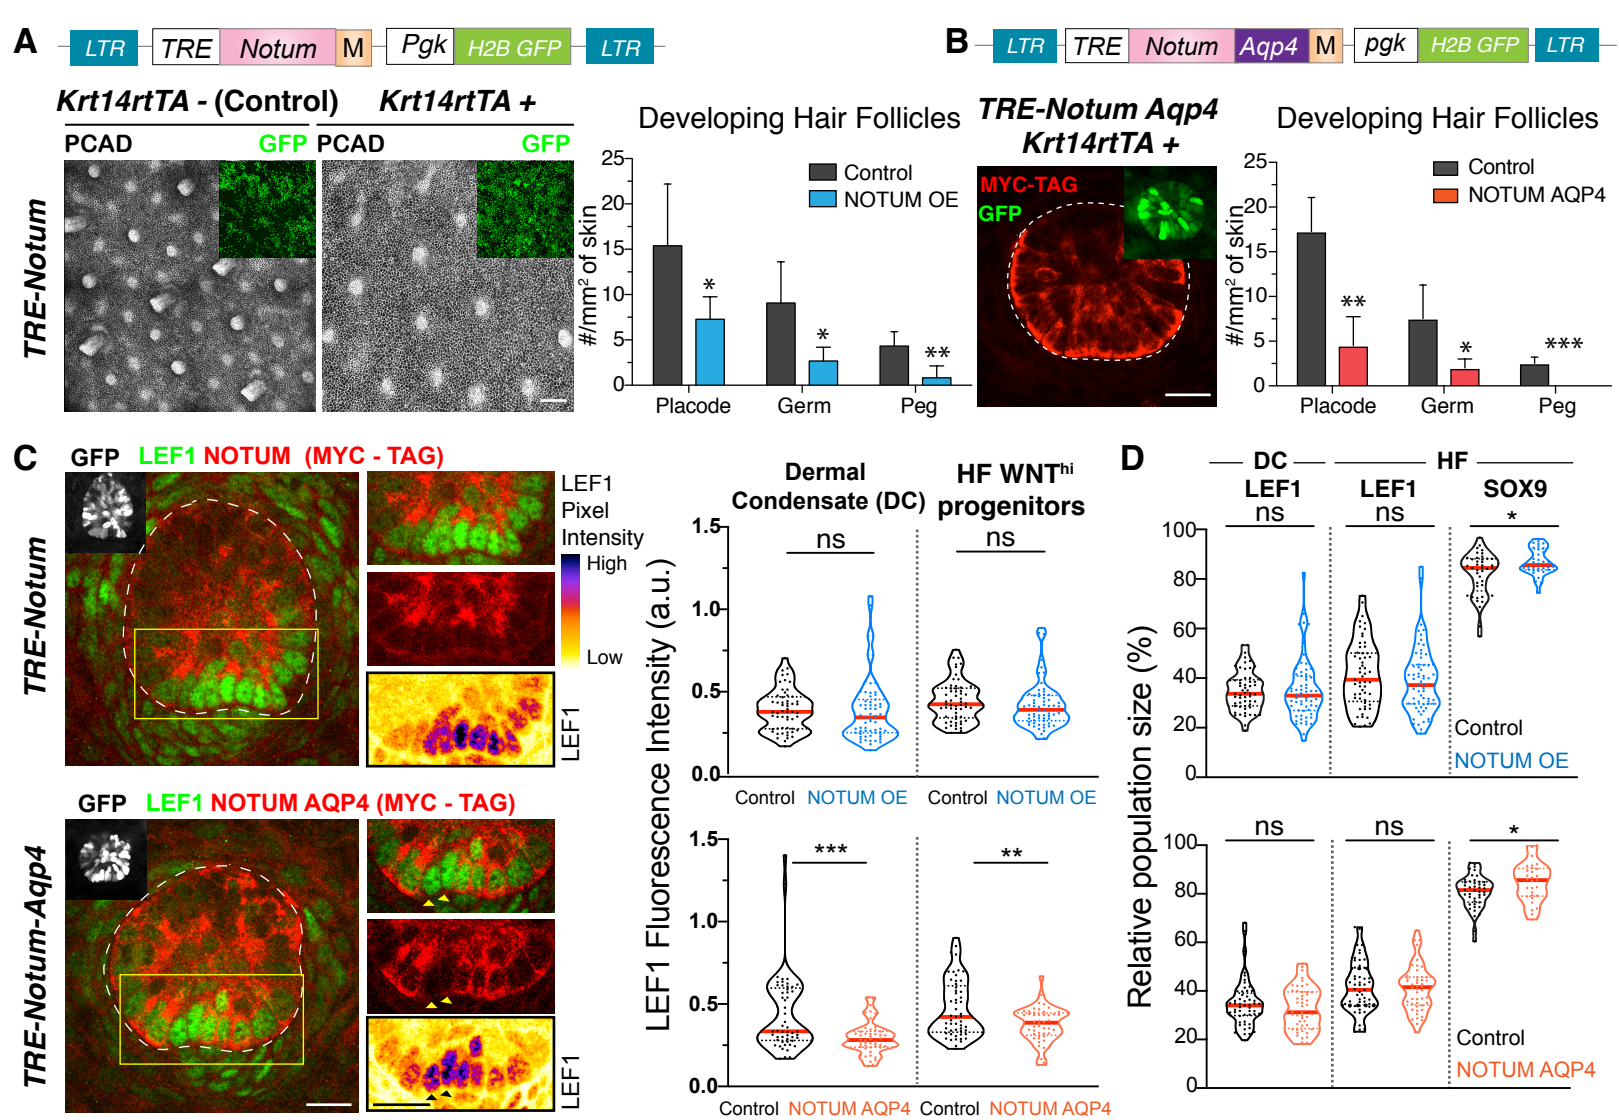 A
LTR TRE Notum M Pgk H2B GFP LTR
Krt14rtTA - (Control) Krt14rtTA +
PCAD GFP PCAD GFP
TRE-Notum
Developing Hair Follicles
25
20
15
10
5
0
#/mm² of skin
Control
NOTUM OE
* * **
Placode Germ Peg
B
LTR TRE Notum Aqp4 M pgk H2B GFP LTR
TRE-Notum Aqp4
Krt14rtTA +
MYC-TAG
GFP
Developing Hair Follicles
25
20
15
10
5
0
#/mm² of skin
Control
NOTUM AQP4
** * ***
Placode Germ Peg
C
GFP LEF1 NOTUM (MYC - TAG)
TRE-Notum
LEF1
Pixel
Intensity
High
Low
LEF1
GFP LEF1 NOTUM AQP4 (MYC - TAG)
TRE-Notum-Aqp4
LEF1
Dermal
Condensate (DC)
HF WNTʰⁱ
progenitors
LEF1 Fluorescence Intensity (a.u.)
1.5
1.0
0.5
0.0
ns ns
Control NOTUM OE Control NOTUM OE
1.5
1.0
0.5
0.0
*** **
Control NOTUM AQP4 Control NOTUM AQP4
D
DC HF
LEF1 LEF1 SOX9
ns ns *
Relative population size (%)
100
80
60
40
20
0
Control
NOTUM OE
ns ns *
100
80
60
40
20
0
Control
NOTUM AQP4